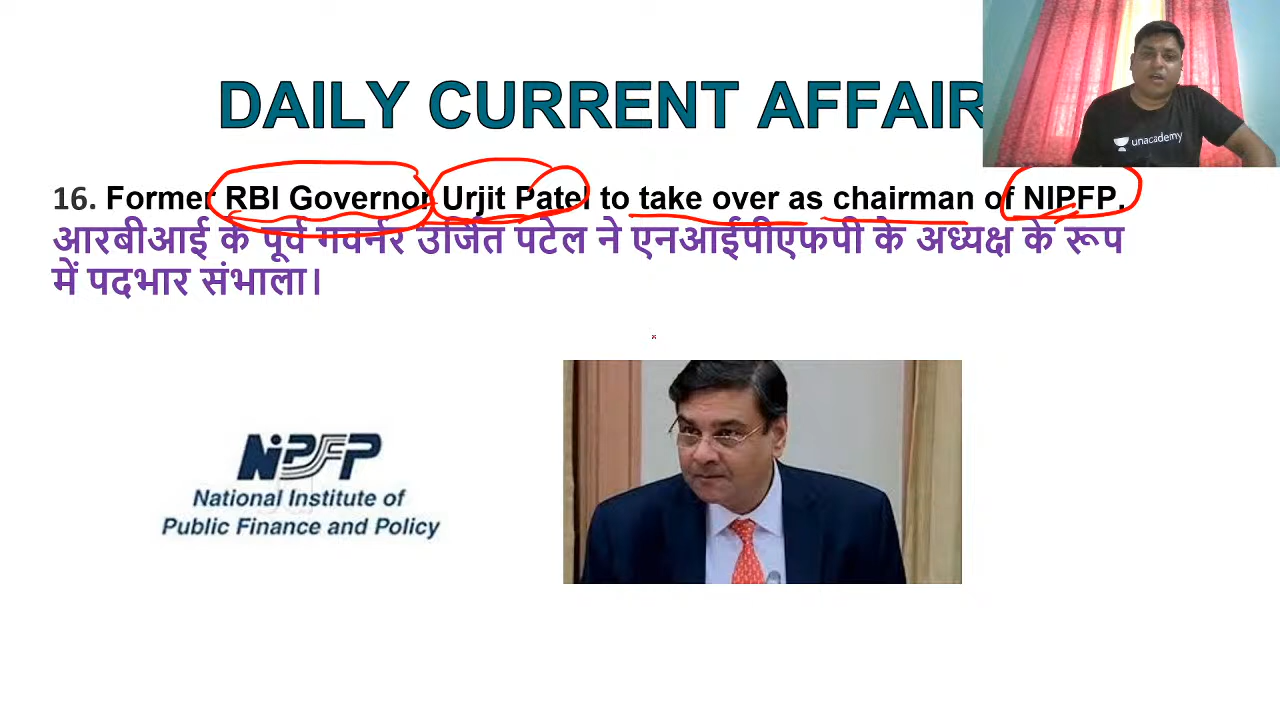 DAILY CURRENT AFFAIR
unacademy
16. Former RBI Governor Urjit Patel to take over as chairman of NIPFP.
आरबीआई के पूर्व गवर्नर उर्जित पटेल ने एनआईपीएफपी के अध्यक्ष के रूप
में पदभार संभाला।
NIPFP
National Institute of
Public Finance and Policy